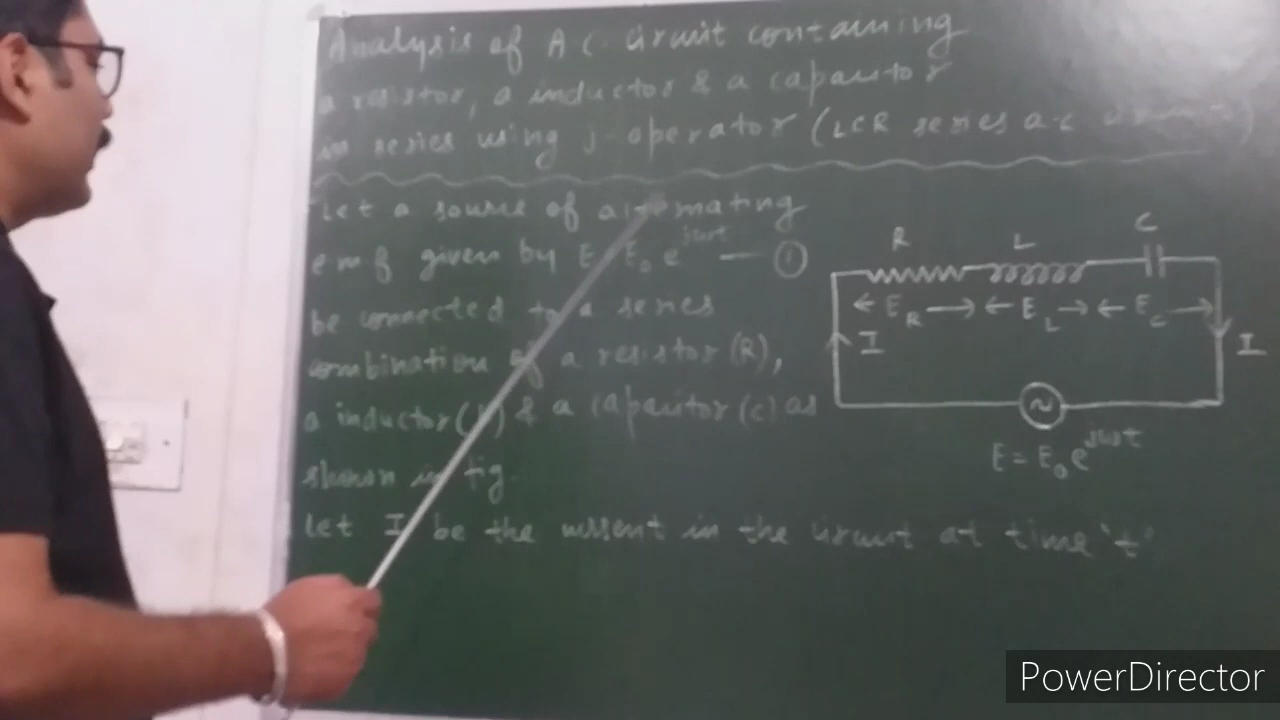 Analysis of A C. circuit containing
a resistor, a inductor & a capacitor
in series using j-operator (LCR series a.c
Let a source of alternating
emf given by E = E₀ e^jωt — ①
be connected to a series
combination of a resistor (R),
a inductor (L) & a capacitor (C) as
shown in fig.
Let I be the current in the circuit at time 't'
R L C
← E_R → ← E_L → ← E_C →
I I
~
E = E₀ e^jωt
PowerDirector